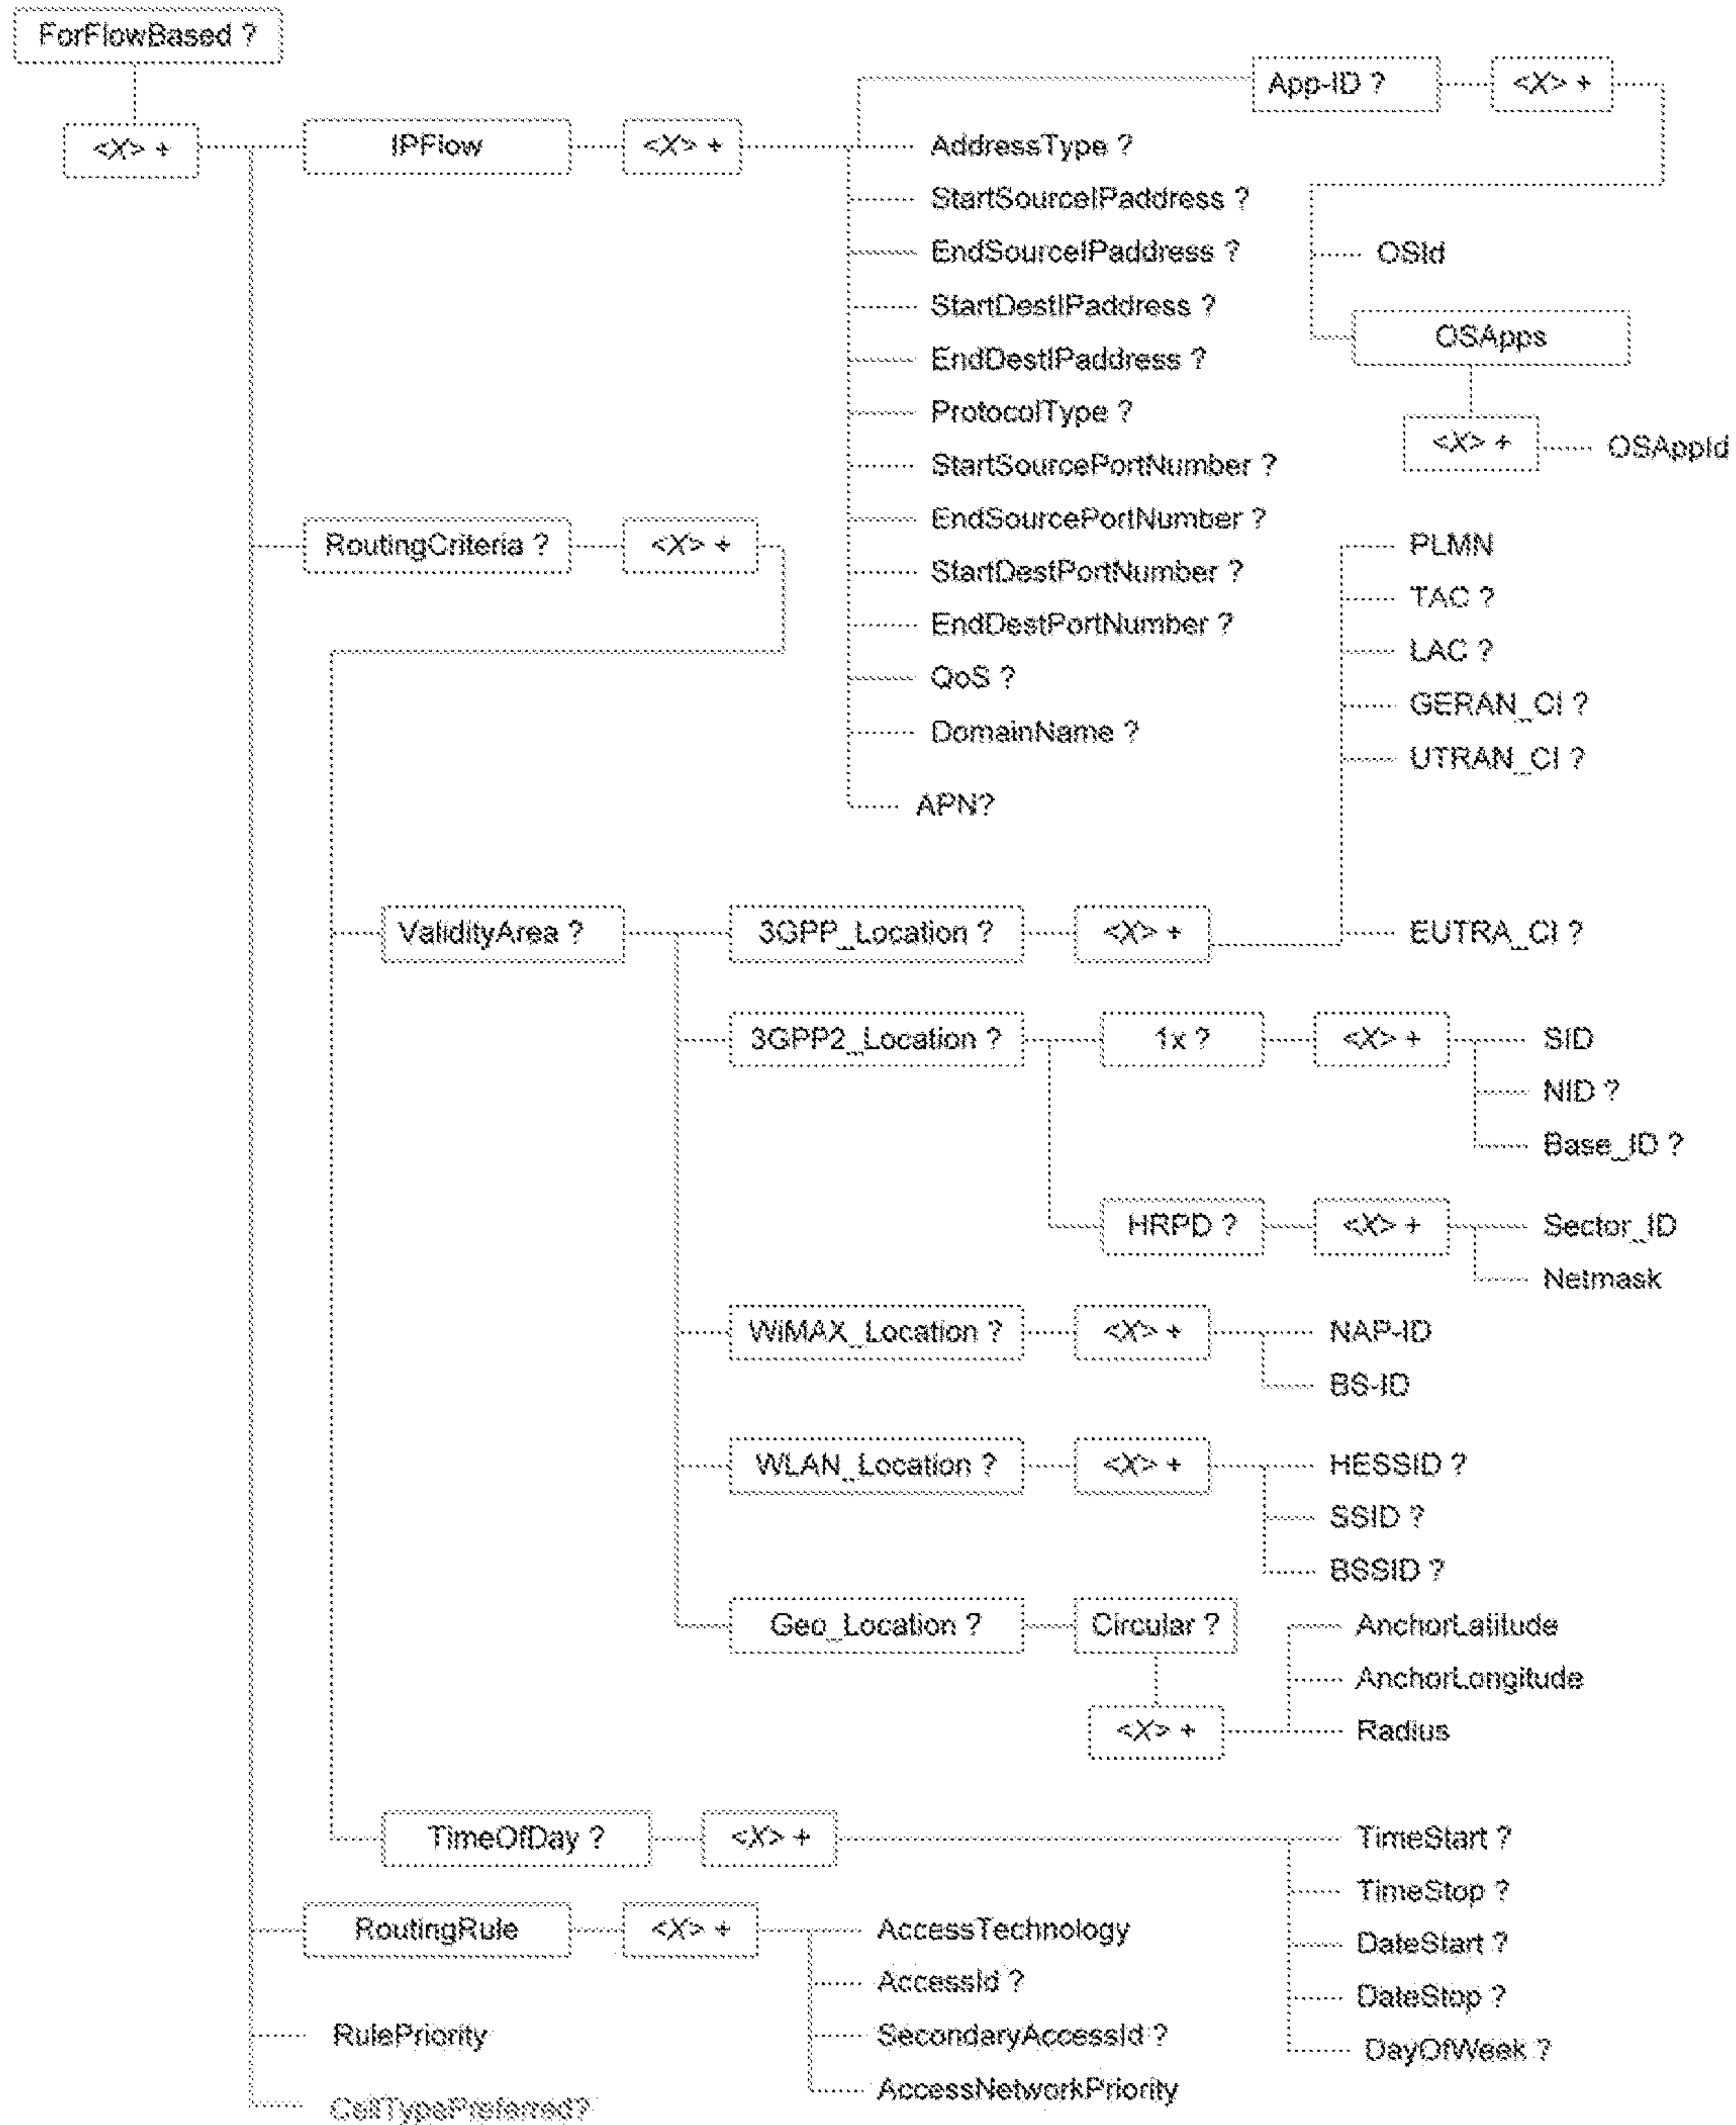 ForFlowBased ?
<X> +
IPFlow
<X> +
App-ID ?
<X> +
OSId
OSApps
<X> +
OSAppId
AddressType ?
StartSourceIPaddress ?
EndSourceIPaddress ?
StartDestIPaddress ?
EndDestIPaddress ?
ProtocolType ?
StartSourcePortNumber ?
EndSourcePortNumber ?
StartDestPortNumber ?
EndDestPortNumber ?
QoS ?
DomainName ?
APN?
RoutingCriteria ?
<X> +
ValidityArea ?
3GPP_Location ?
<X> +
PLMN
TAC ?
LAC ?
GERAN_CI ?
UTRAN_CI ?
EUTRA_CI ?
3GPP2_Location ?
1x ?
<X> +
SID
NID ?
Base_ID ?
HRPD ?
<X> +
Sector_ID
Netmask
WiMAX_Location ?
<X> +
NAP-ID
BS-ID
WLAN_Location ?
<X> +
HESSID ?
SSID ?
BSSID ?
Geo_Location ?
Circular ?
<X> +
AnchorLatitude
AnchorLongitude
Radius
TimeOfDay ?
<X> +
TimeStart ?
TimeStop ?
DateStart ?
DateStop ?
DayOfWeek ?
RoutingRule
<X> +
AccessTechnology
AccessId ?
SecondaryAccessId ?
AccessNetworkPriority
RulePriority
CellTypePreferred?